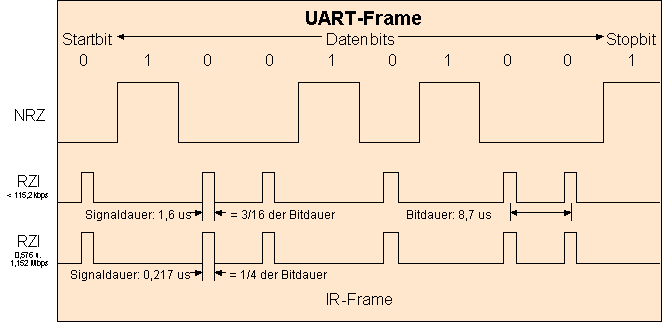 UART-Frame
Startbit Datenbits Stopbit
0 1 0 0 1 0 1 0 0 1
NRZ
RZI
< 115,2kbps
Signaldauer: 1,6 us = 3/16 der Bitdauer Bitdauer: 8,7 us
RZI
0,576 u.
1,152 Mbps
Signaldauer: 0,217 us = 1/4 der Bitdauer
IR-Frame